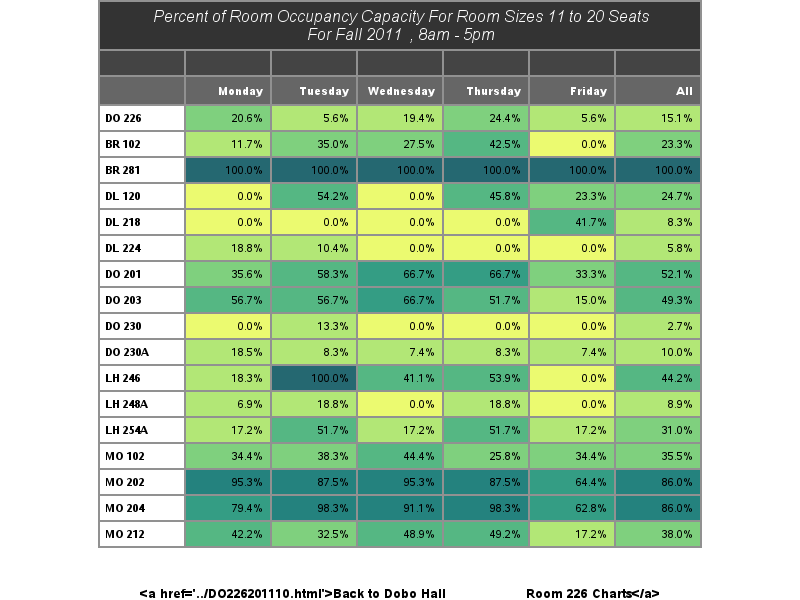 Percent of Room Occupancy Capacity For Room Sizes 11 to 20 Seats
For Fall 2011 , 8am - 5pm
Monday Tuesday Wednesday Thursday Friday All
DO 226 20.6% 5.6% 19.4% 24.4% 5.6% 15.1%
BR 102 11.7% 35.0% 27.5% 42.5% 0.0% 23.3%
BR 281 100.0% 100.0% 100.0% 100.0% 100.0% 100.0%
DL 120 0.0% 54.2% 0.0% 45.8% 23.3% 24.7%
DL 218 0.0% 0.0% 0.0% 0.0% 41.7% 8.3%
DL 224 18.8% 10.4% 0.0% 0.0% 0.0% 5.8%
DO 201 35.6% 58.3% 66.7% 66.7% 33.3% 52.1%
DO 203 56.7% 56.7% 66.7% 51.7% 15.0% 49.3%
DO 230 0.0% 13.3% 0.0% 0.0% 0.0% 2.7%
DO 230A 18.5% 8.3% 7.4% 8.3% 7.4% 10.0%
LH 246 18.3% 100.0% 41.1% 53.9% 0.0% 44.2%
LH 248A 6.9% 18.8% 0.0% 18.8% 0.0% 8.9%
LH 254A 17.2% 51.7% 17.2% 51.7% 17.2% 31.0%
MO 102 34.4% 38.3% 44.4% 25.8% 34.4% 35.5%
MO 202 95.3% 87.5% 95.3% 87.5% 64.4% 86.0%
MO 204 79.4% 98.3% 91.1% 98.3% 62.8% 86.0%
MO 212 42.2% 32.5% 48.9% 49.2% 17.2% 38.0%
<a href='../DO226201110.html'>Back to Dobo Hall Room 226 Charts</a>